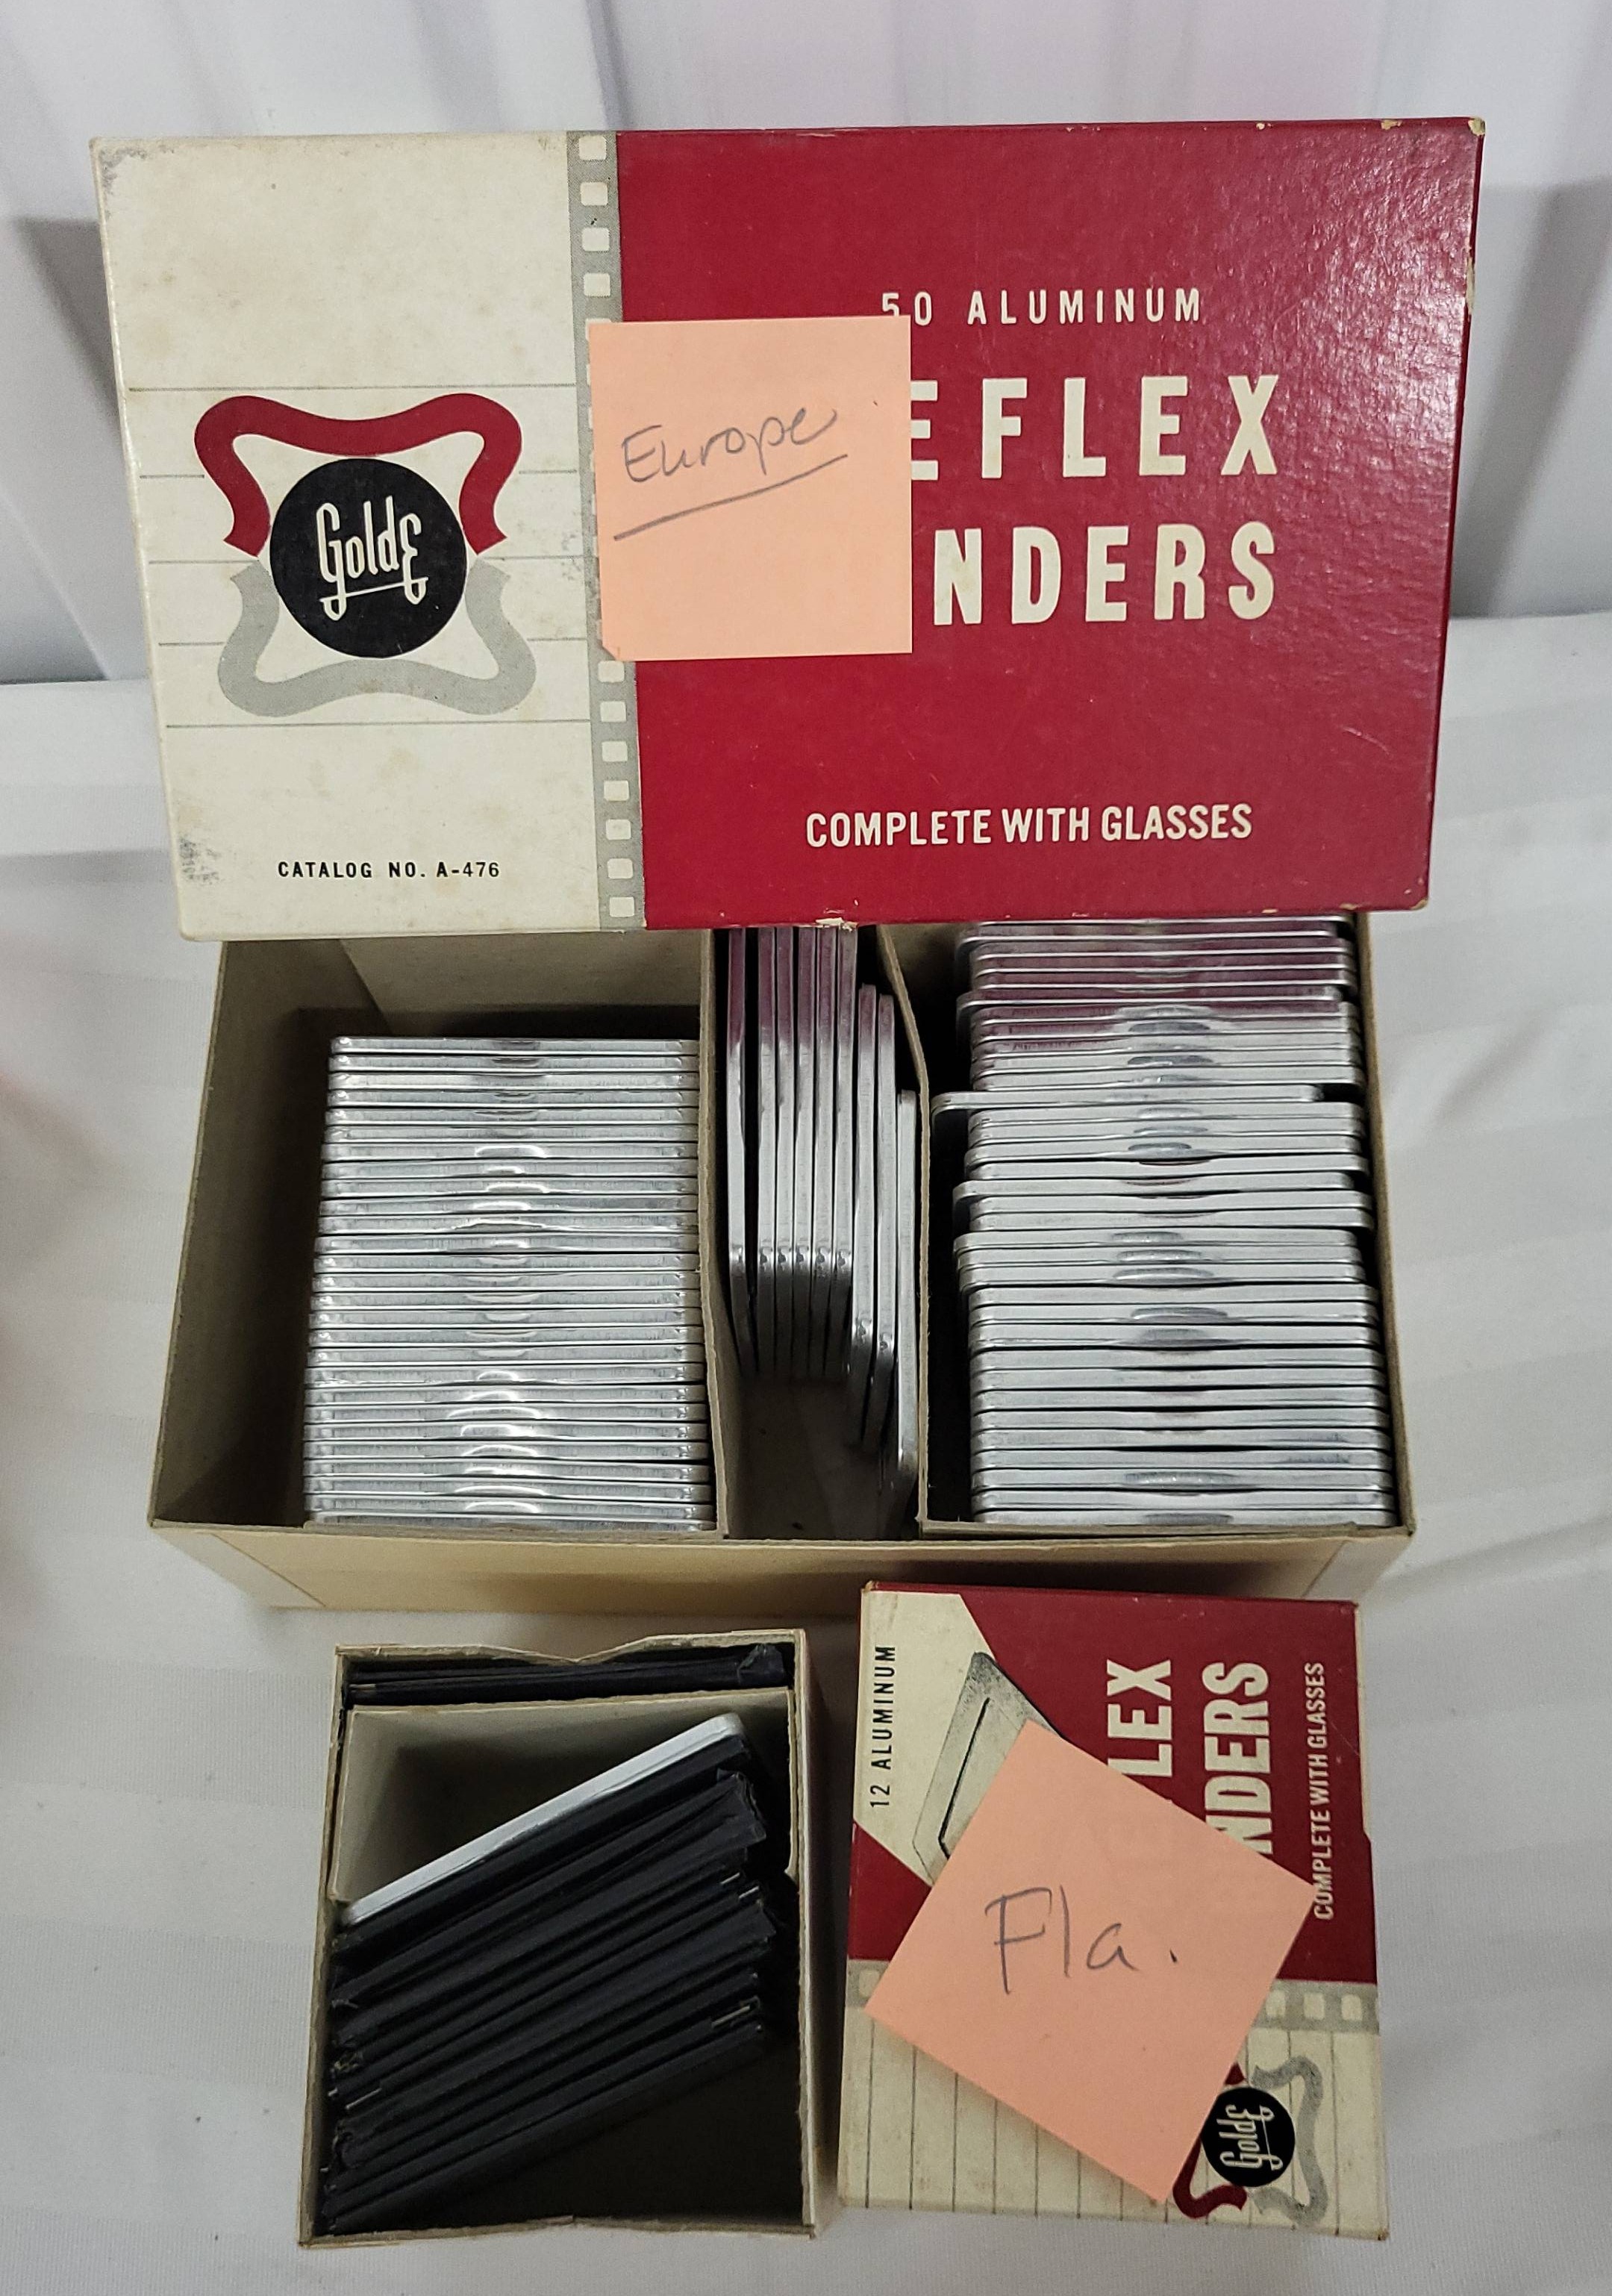 50 ALUMINUM
EFLEX
NDERS
Europe
GoldE
COMPLETE WITH GLASSES
CATALOG NO. A-476
12 ALUMINUM
LEX
NDERS
COMPLETE WITH GLASSES
Fla.
GoldE